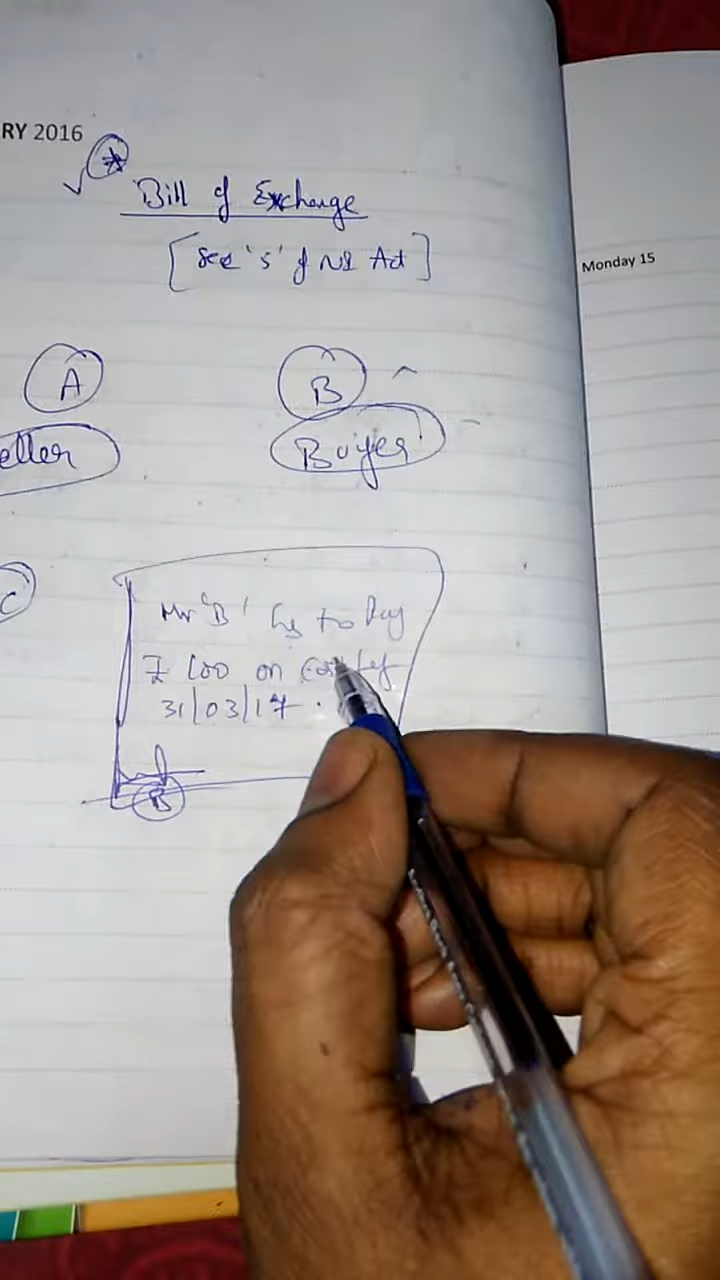 RY 2016
Bill of Exchange
[Sec '5' of NI Act]
Monday 15
A
B
eller
Buyer
C
Mr 'B' has to Pay
₹ 100 on
31/03/17.
B